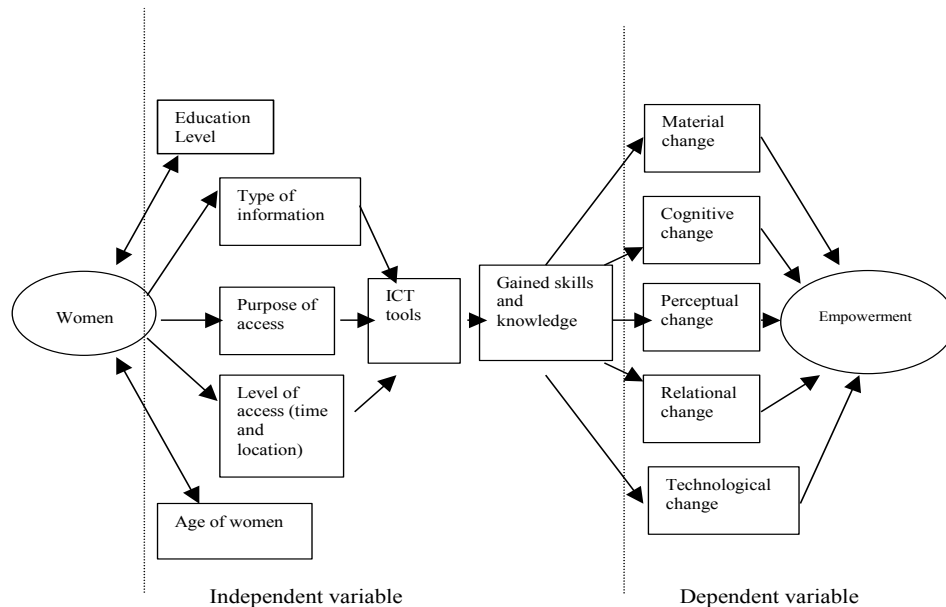 Education
Level
Type of
information
Women
Purpose of
access
Level of
access (time
and
location)
Age of women
ICT
tools
Gained skills
and
knowledge
Material
change
Cognitive
change
Perceptual
change
Relational
change
Technological
change
Empowerment
Independent variable
Dependent variable